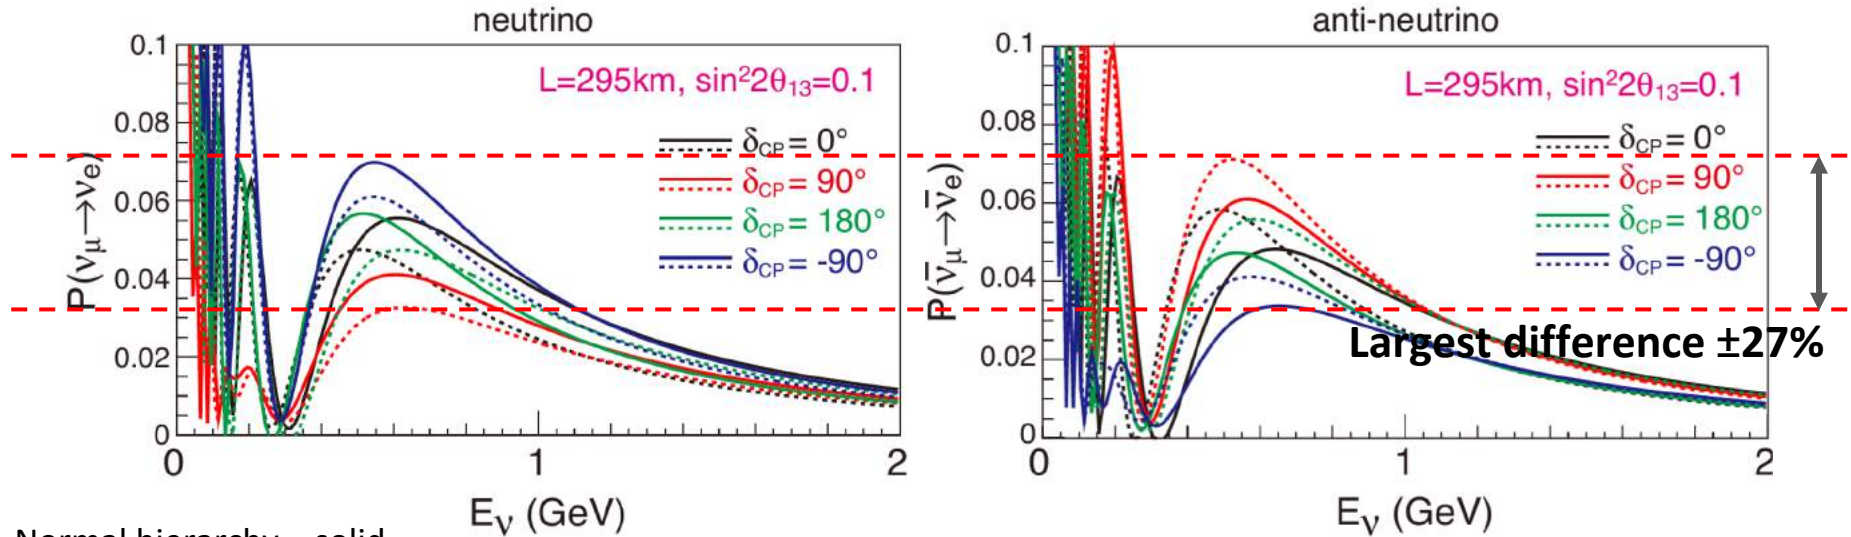 neutrino
0.1
0.08
0.06
0.04
0.02
0
P(νμ→νe)
L=295km, sin²2θ₁₃=0.1
δCP = 0°
δCP = 90°
δCP = 180°
δCP = -90°
0 1 2
Eν (GeV)
anti-neutrino
0.1
0.08
0.06
0.04
0.02
0
P(ν̄μ→ν̄e)
L=295km, sin²2θ₁₃=0.1
δCP = 0°
δCP = 90°
δCP = 180°
δCP = -90°
Largest difference ±27%
0 1 2
Eν (GeV)
Normal hierarchy – solid